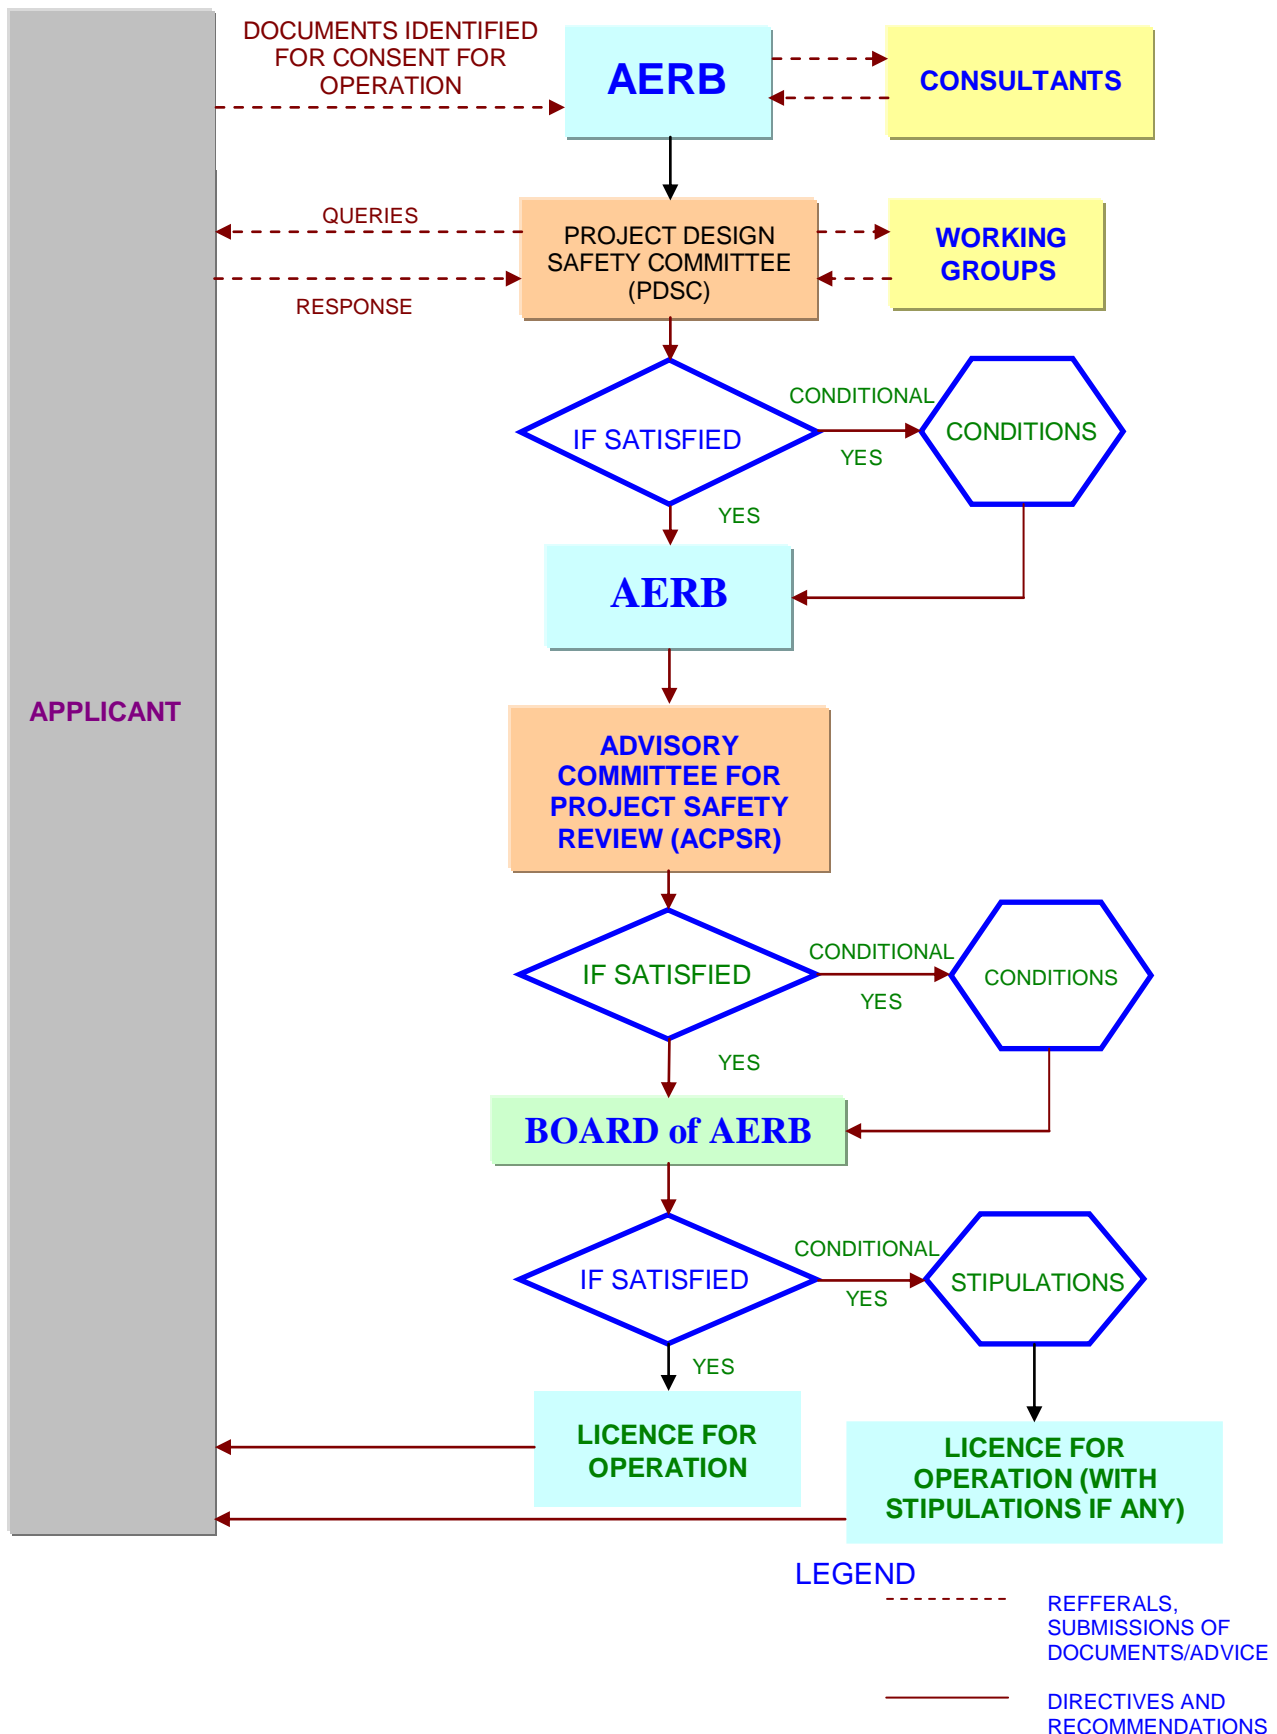 DOCUMENTS IDENTIFIED
FOR CONSENT FOR
OPERATION
AERB
CONSULTANTS
QUERIES
RESPONSE
PROJECT DESIGN
SAFETY COMMITTEE
(PDSC)
WORKING
GROUPS
IF SATISFIED
CONDITIONAL
YES
CONDITIONS
YES
AERB
APPLICANT
ADVISORY
COMMITTEE FOR
PROJECT SAFETY
REVIEW (ACPSR)
IF SATISFIED
CONDITIONAL
YES
CONDITIONS
YES
BOARD of AERB
IF SATISFIED
CONDITIONAL
YES
STIPULATIONS
YES
LICENCE FOR
OPERATION
LICENCE FOR
OPERATION (WITH
STIPULATIONS IF ANY)
LEGEND
REFFERALS,
SUBMISSIONS OF
DOCUMENTS/ADVICE
DIRECTIVES AND
RECOMMENDATIONS